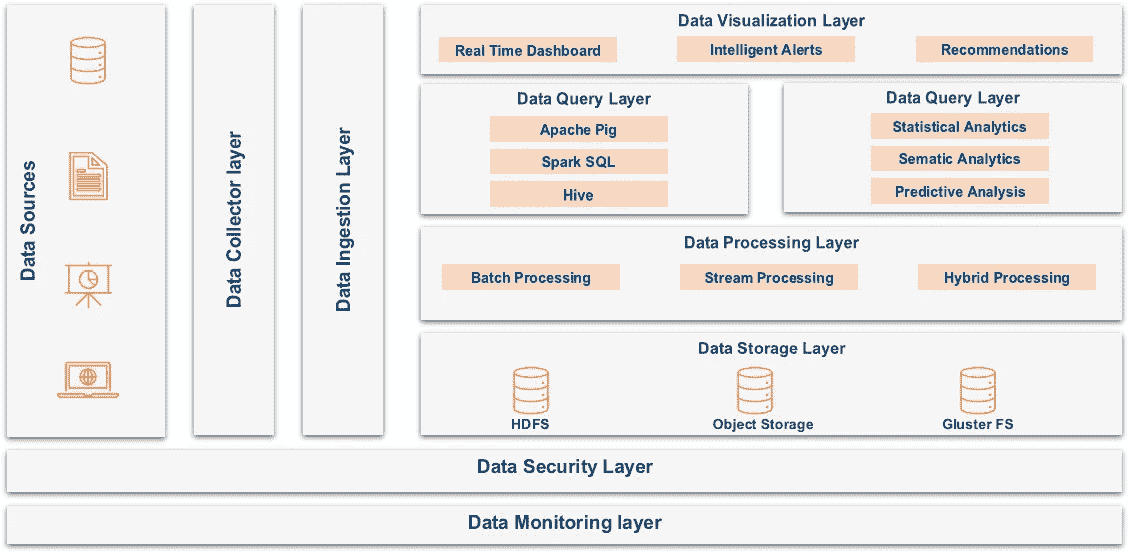 Data Sources
Data Collector layer
Data Ingestion Layer
Data Visualization Layer
Real Time Dashboard
Intelligent Alerts
Recommendations
Data Query Layer
Apache Pig
Spark SQL
Hive
Data Query Layer
Statistical Analytics
Sematic Analytics
Predictive Analysis
Data Processing Layer
Batch Processing
Stream Processing
Hybrid Processing
Data Storage Layer
HDFS
Object Storage
Gluster FS
Data Security Layer
Data Monitoring layer